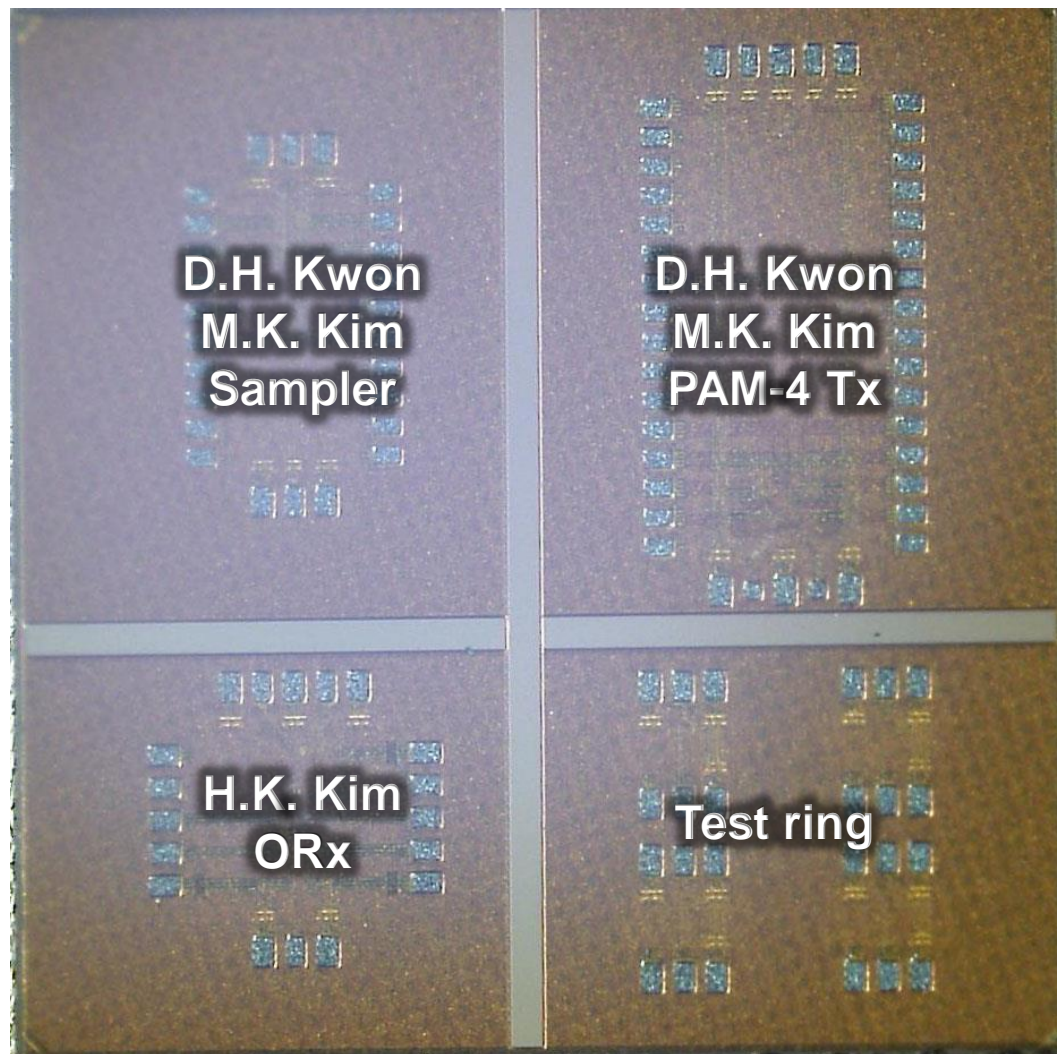 D.H. Kwon
M.K. Kim
Sampler
D.H. Kwon
M.K. Kim
PAM-4 Tx
H.K. Kim
ORx
Test ring